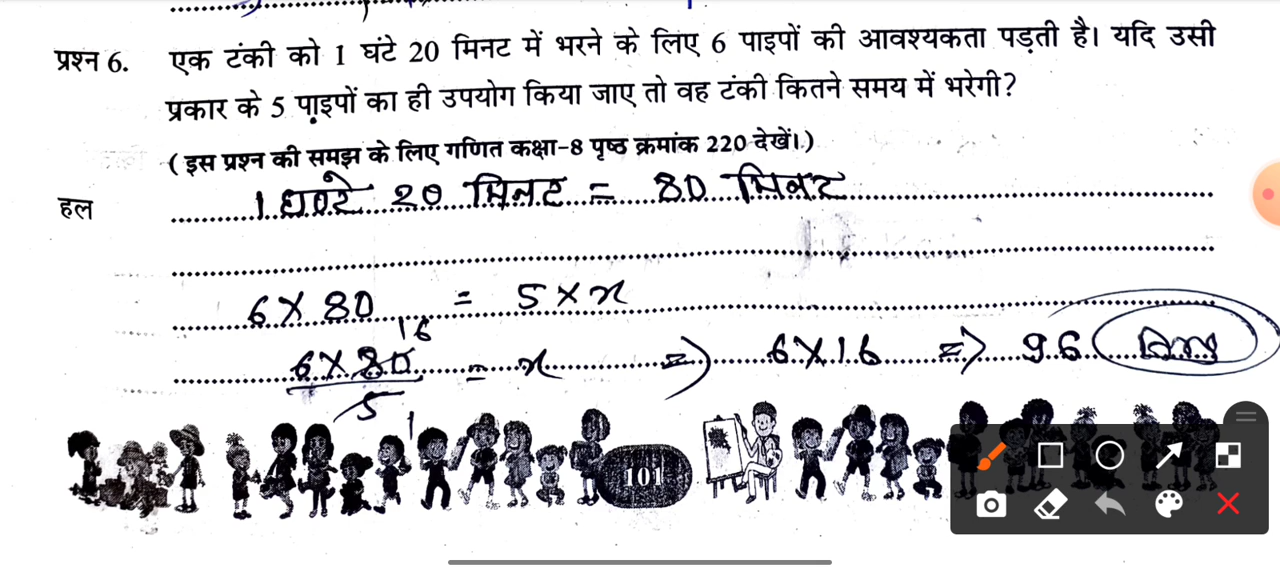 प्रश्न 6. एक टंकी को 1 घंटे 20 मिनट में भरने के लिए 6 पाइपों की आवश्यकता पड़ती है। यदि उसी
प्रकार के 5 पाइपों का ही उपयोग किया जाए तो वह टंकी कितने समय में भरेगी?
(इस प्रश्न की समझ के लिए गणित कक्षा-8 पृष्ठ क्रमांक 220 देखें।)
हल 1 घण्टे 20 मिनट = 80 मिनट
6 × 80 = 5 × x
16
6 × 80 = x => 6 × 16 => 96
5 1
101